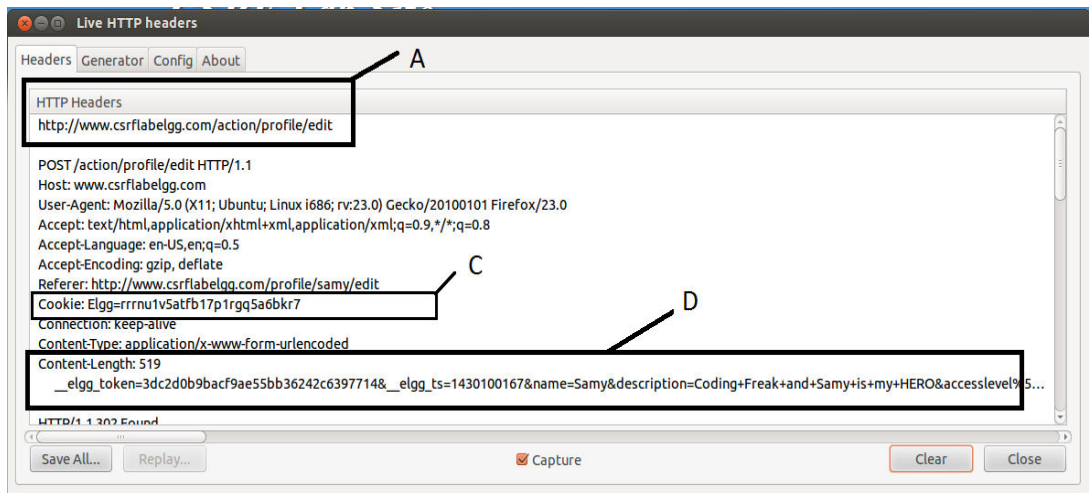 Live HTTP headers
Headers Generator Config About
A
HTTP Headers
http://www.csrflabelgg.com/action/profile/edit
POST /action/profile/edit HTTP/1.1
Host: www.csrflabelgg.com
User-Agent: Mozilla/5.0 (X11; Ubuntu; Linux i686; rv:23.0) Gecko/20100101 Firefox/23.0
Accept: text/html,application/xhtml+xml,application/xml;q=0.9,*/*;q=0.8
Accept-Language: en-US,en;q=0.5
Accept-Encoding: gzip, deflate
C
Referer: http://www.csrflabelgg.com/profile/samy/edit
Cookie: Elgg=rrrnu1v5atfb17p1rgq5a6bkr7
D
Connection: keep-alive
Content-Type: application/x-www-form-urlencoded
Content-Length: 519
__elgg_token=3dc2d0b9bacf9ae55bb36242c6397714&__elgg_ts=1430100167&name=Samy&description=Coding+Freak+and+Samy+is+my+HERO&accesslevel%5...
HTTP/1.1 302 Found
Save All... Replay... Capture Clear Close